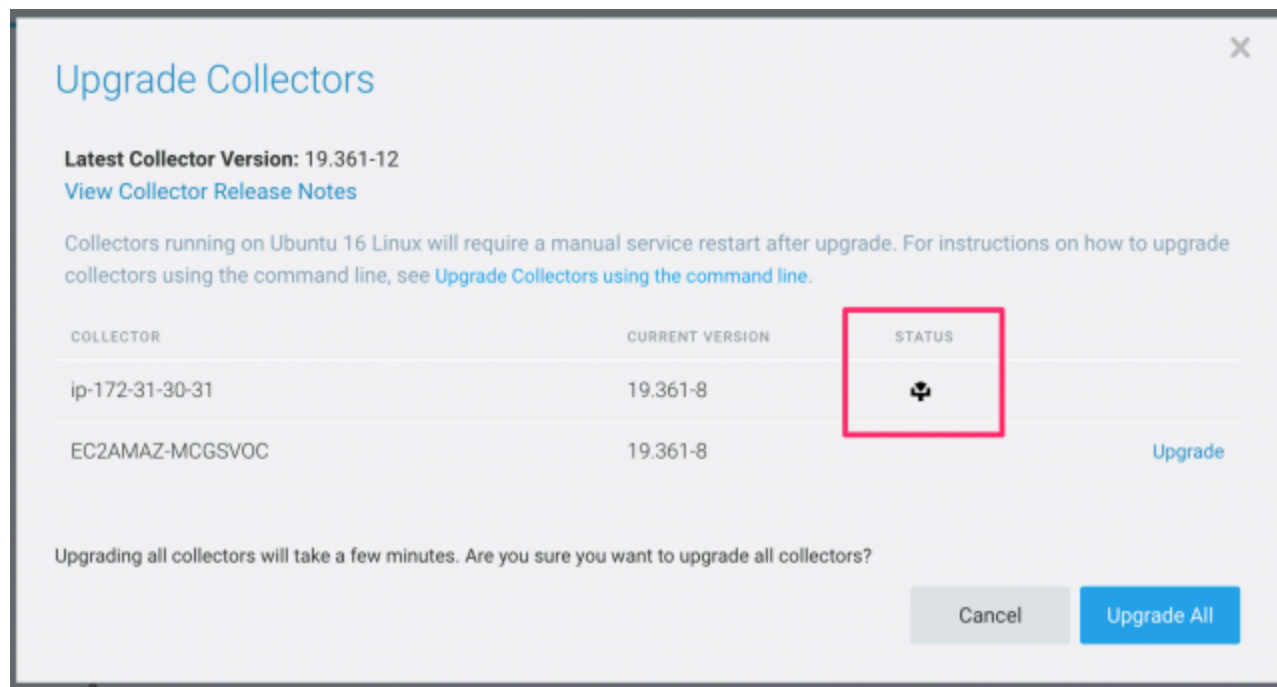 Upgrade Collectors
Latest Collector Version: 19.361-12
View Collector Release Notes
Collectors running on Ubuntu 16 Linux will require a manual service restart after upgrade. For instructions on how to upgrade
collectors using the command line, see Upgrade Collectors using the command line.
COLLECTOR CURRENT VERSION STATUS
ip-172-31-30-31 19.361-8
EC2AMAZ-MCGSVOC 19.361-8 Upgrade
Upgrading all collectors will take a few minutes. Are you sure you want to upgrade all collectors?
Cancel Upgrade All